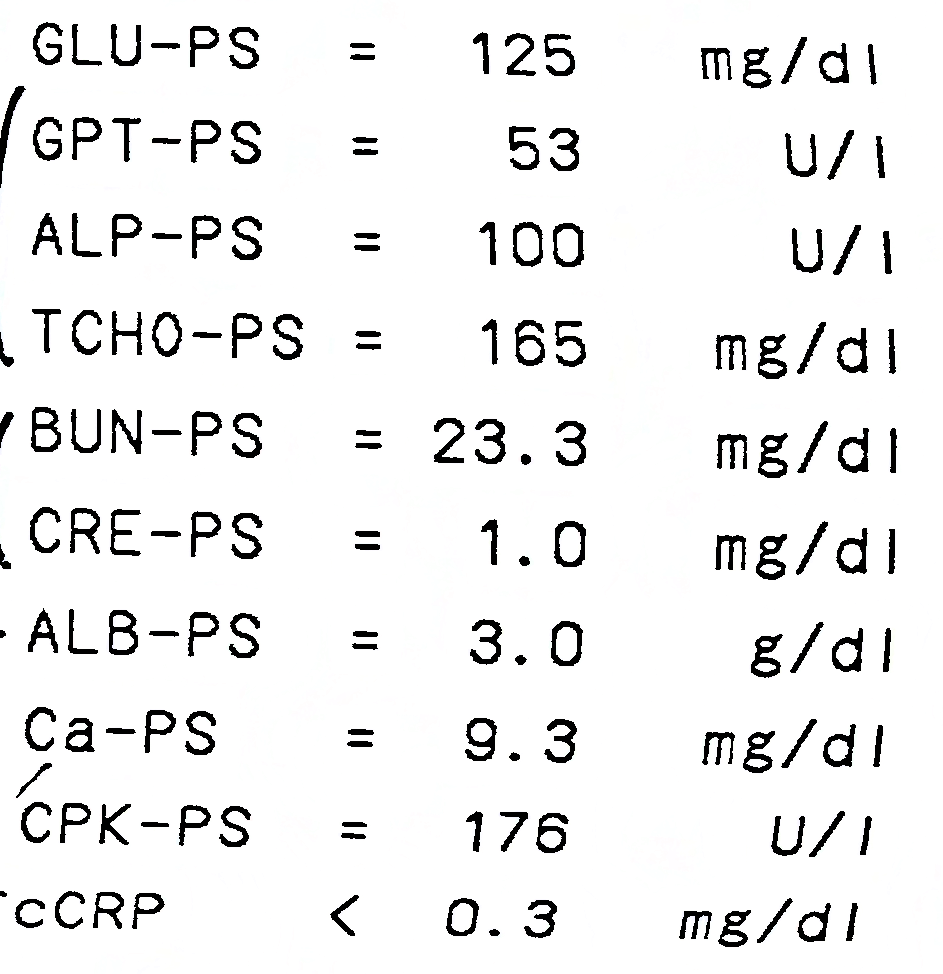 GLU-PS = 125 mg/dl
GPT-PS = 53 U/l
ALP-PS = 100 U/l
TCHO-PS = 165 mg/dl
BUN-PS = 23.3 mg/dl
CRE-PS = 1.0 mg/dl
ALB-PS = 3.0 g/dl
Ca-PS = 9.3 mg/dl
CPK-PS = 176 U/l
cCRP < 0.3 mg/dl